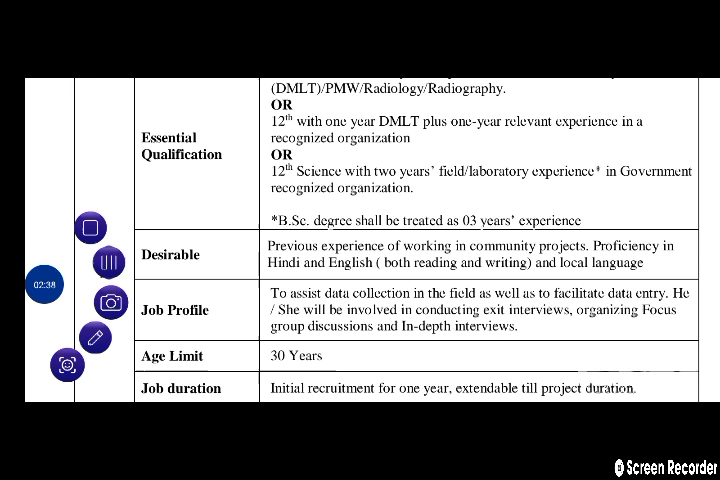 (DMLT)/PMW/Radiology/Radiography.
OR
12th with one year DMLT plus one-year relevant experience in a
recognized organization
Essential
Qualification
OR
12th Science with two years' field/laboratory experience* in Government
recognized organization.
*B.Sc. degree shall be treated as 03 years' experience
Desirable
Previous experience of working in community projects. Proficiency in
Hindi and English ( both reading and writing) and local language
02:38
Job Profile
To assist data collection in the field as well as to facilitate data entry. He
/ She will be involved in conducting exit interviews, organizing Focus
group discussions and In-depth interviews.
Age Limit
30 Years
Job duration
Initial recruitment for one year, extendable till project duration.
Screen Recorder